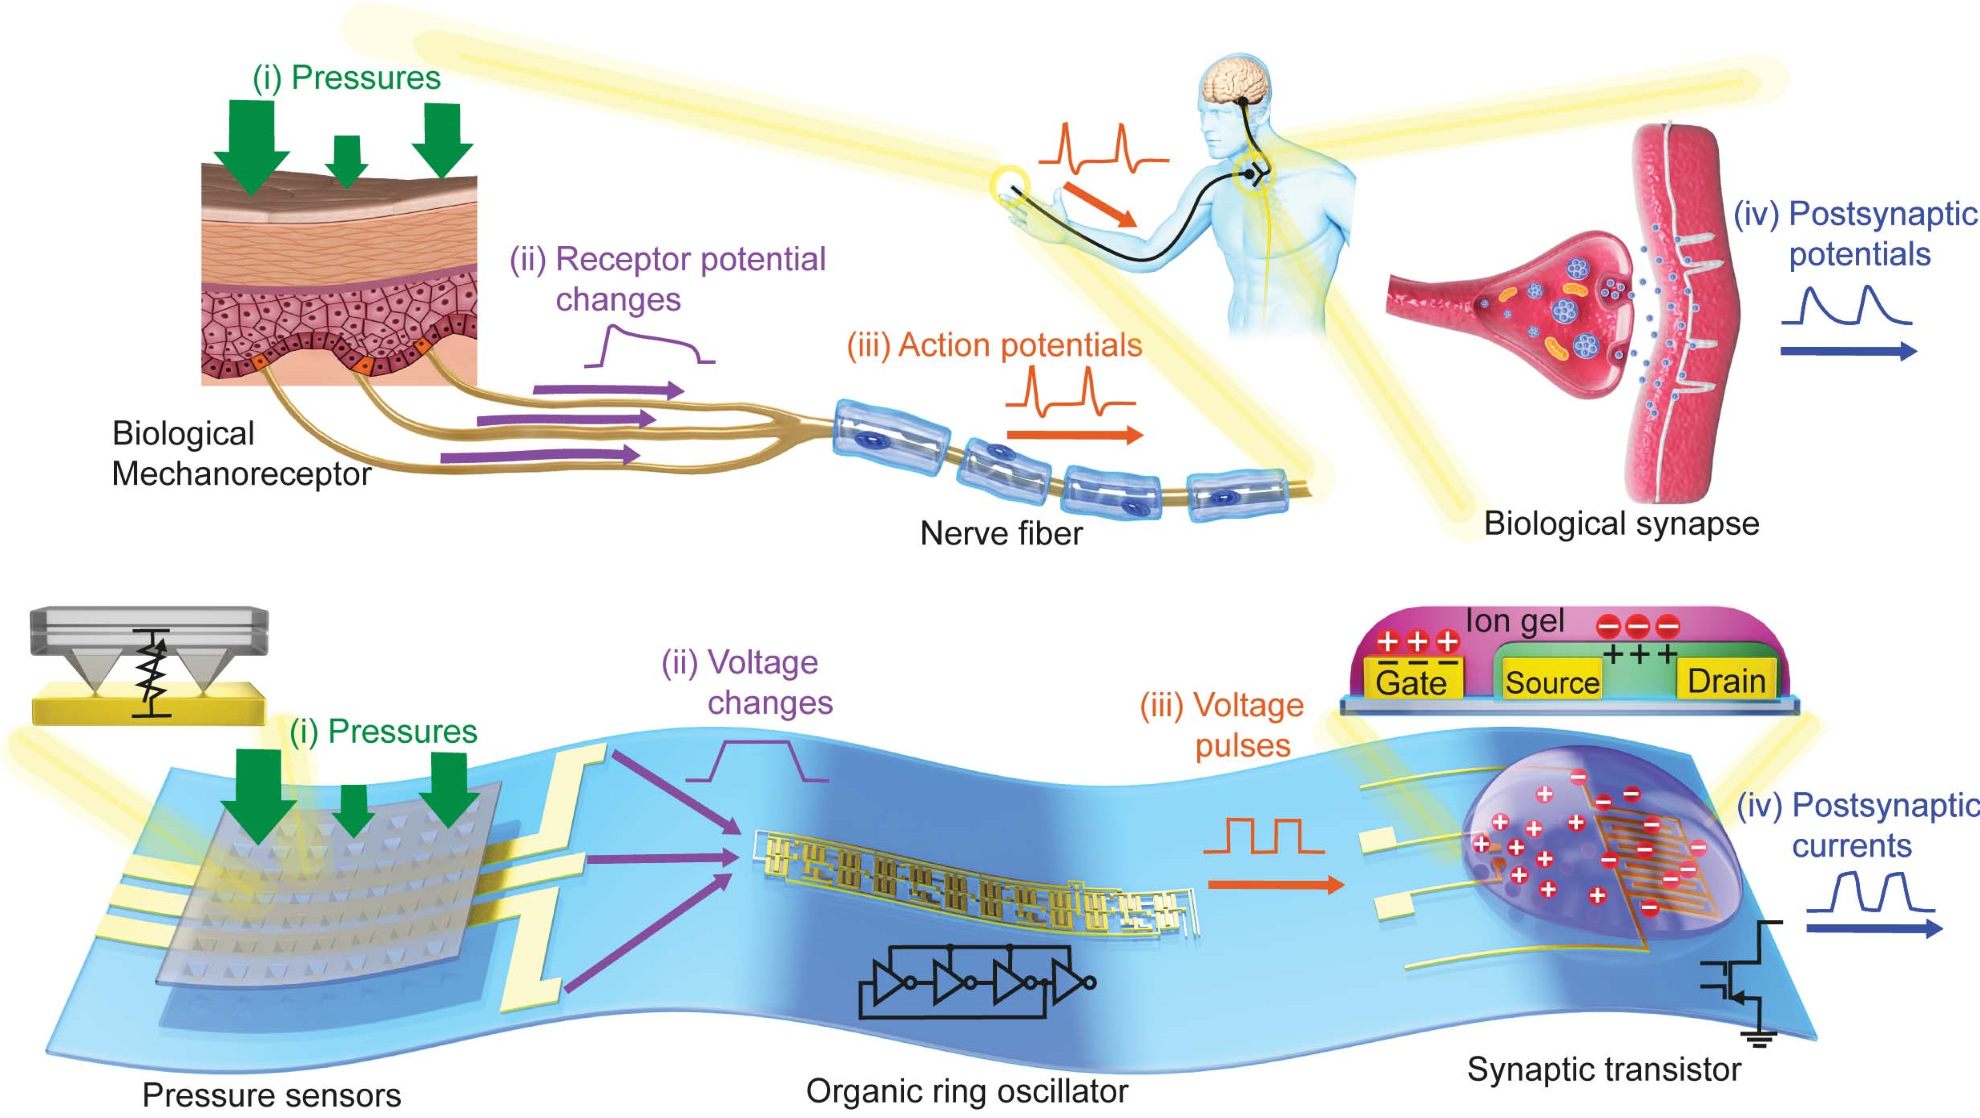 (i) Pressures
(ii) Receptor potential
changes
(iii) Action potentials
(iv) Postsynaptic
potentials
Biological
Mechanoreceptor
Nerve fiber
Biological synapse
Ion gel
Gate
Source
Drain
(i) Pressures
(ii) Voltage
changes
(iii) Voltage
pulses
(iv) Postsynaptic
currents
Pressure sensors
Organic ring oscillator
Synaptic transistor